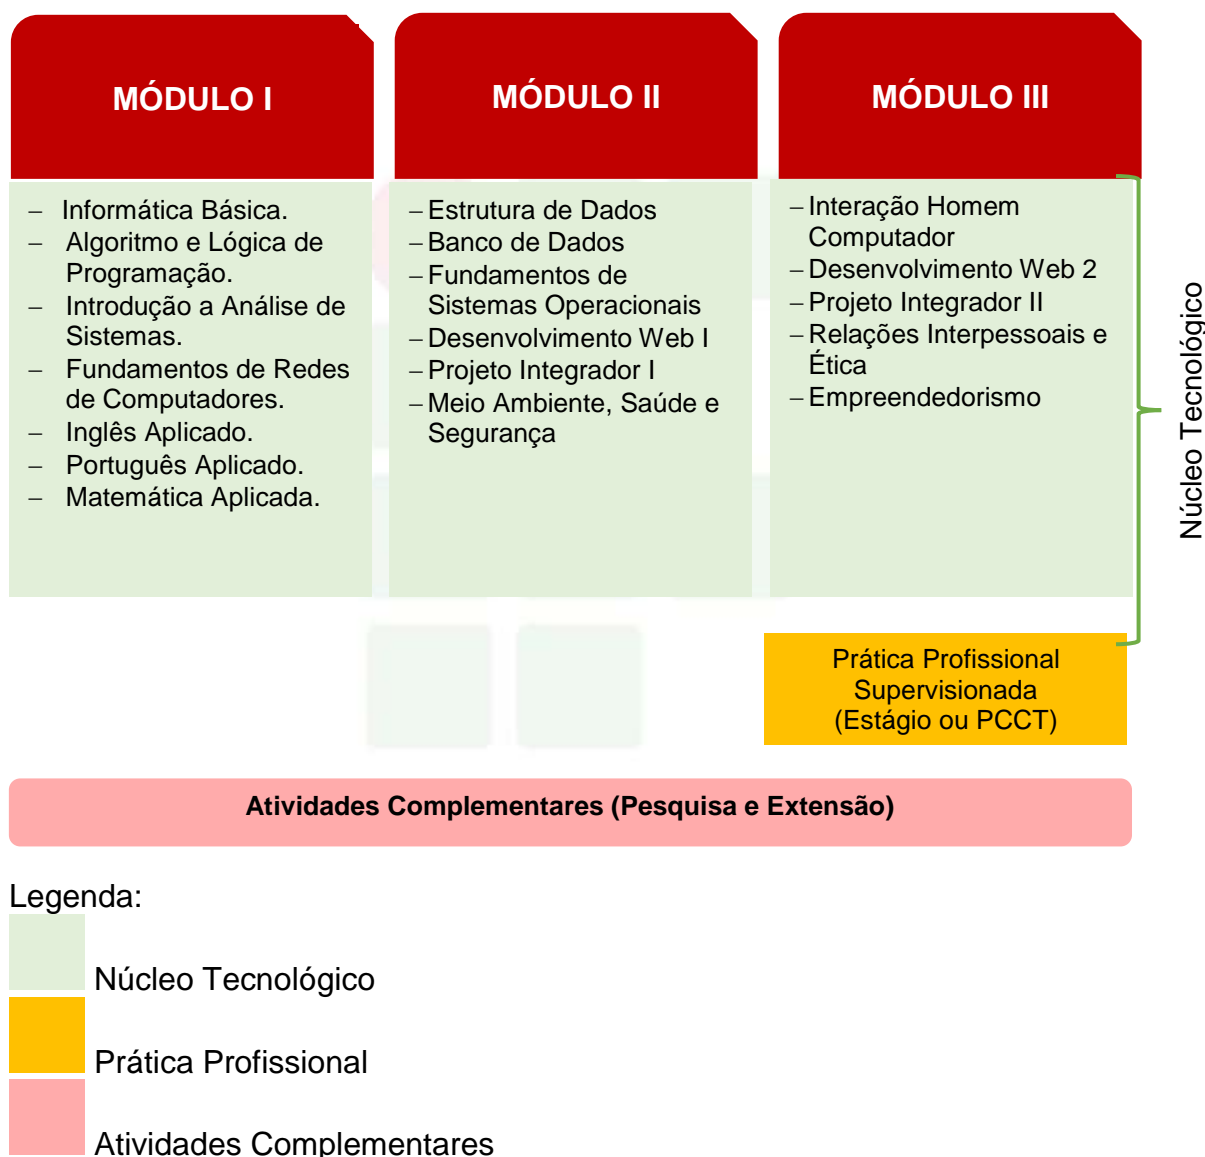 MÓDULO I
– Informática Básica.
– Algoritmo e Lógica de
Programação.
– Introdução a Análise de
Sistemas.
– Fundamentos de Redes
de Computadores.
– Inglês Aplicado.
– Português Aplicado.
– Matemática Aplicada.
MÓDULO II
– Estrutura de Dados
– Banco de Dados
– Fundamentos de
Sistemas Operacionais
– Desenvolvimento Web I
– Projeto Integrador I
– Meio Ambiente, Saúde e
Segurança
MÓDULO III
– Interação Homem
Computador
– Desenvolvimento Web 2
– Projeto Integrador II
– Relações Interpessoais e
Ética
– Empreendedorismo
Núcleo Tecnológico
Prática Profissional
Supervisionada
(Estágio ou PCCT)
Atividades Complementares (Pesquisa e Extensão)
Legenda:
Núcleo Tecnológico
Prática Profissional
Atividades Complementares